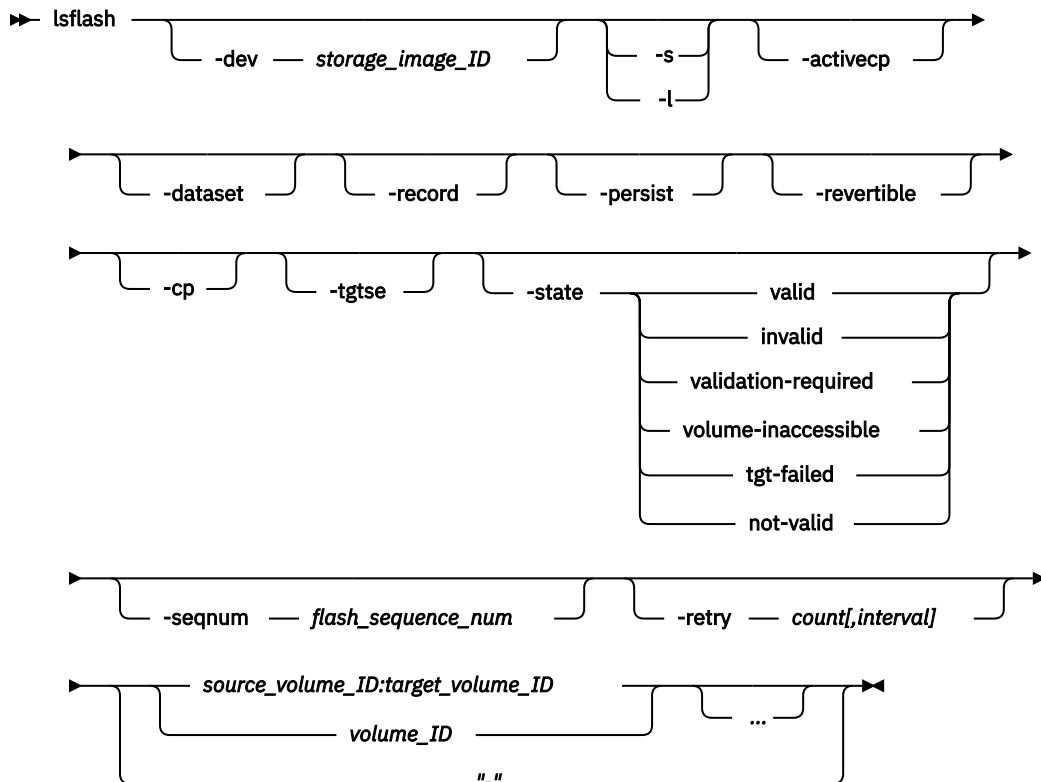 lsflash
-dev storage_image_ID -s -activecp
-l
-dataset -record -persist -revertible
-cp -tgtse -state valid
invalid
validation-required
volume-inaccessible
tgt-failed
not-valid
-seqnum flash_sequence_num -retry count[,interval]
source_volume_ID:target_volume_ID
...
volume_ID
"-"